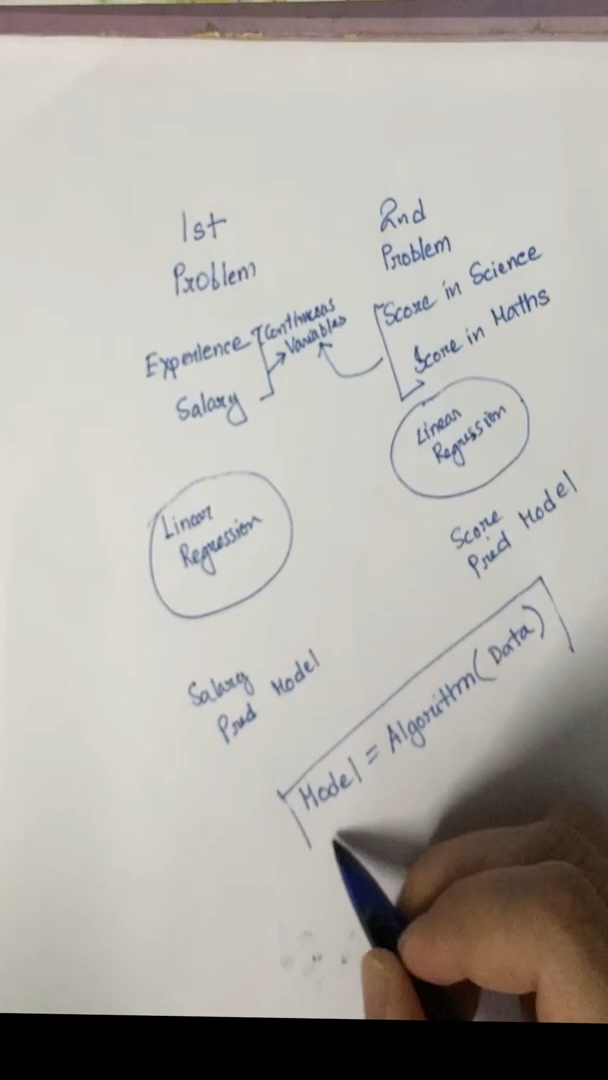 1st
Problem
Experience
Salary
Continuous
Variables
Linear
Regression
Salary
Pred Model
2nd
Problem
Score in Science
Score in Maths
Linear
Regression
Score
Pred Model
Model = Algorithm (Data)